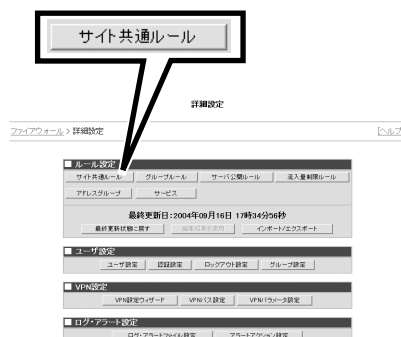 サイト共通ルール
詳細設定
ファイアウォール > 詳細設定 [ヘルプ
■ ルール設定
サイト共通ルール グループルール サーバ公開ルール 流入量制限ルール
アドレスグループ サービス
最終更新日:2004年09月16日 17時34分56秒
最終更新状態に戻す 編集結果を適用 インポート/エクスポート
■ ユーザ設定
ユーザ設定 認証設定 ロックアウト設定 グループ設定
■ VPN設定
VPN設定ウィザード VPNパス設定 VPNパラメータ設定
■ ログ・アラート設定
ログ・アラートファイル設定 アラートアクション設定